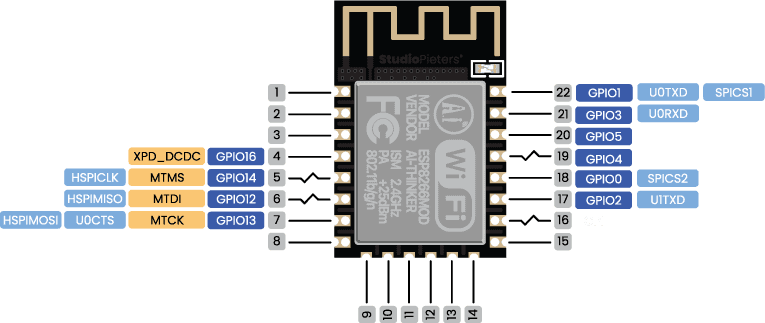 StudioPieters®
1
22 GPIO1 U0TXD SPICS1
2
21 GPIO3 U0RXD
3
20 GPIO5
XPD_DCDC GPIO16 4
19 GPIO4
HSPICLK MTMS GPIO14 5
18 GPIO0 SPICS2
HSPIMISO MTDI GPIO12 6
17 GPIO2 U1TXD
HSPIMOSI U0CTS MTCK GPIO13 7
16
8
15
Ai
WiFi
MODEL ESP8266MOD
VENDOR AI-THINKER
FC ISM 2.4GHz
PA +25dBm
802.11b/g/n
9 10 11 12 13 14